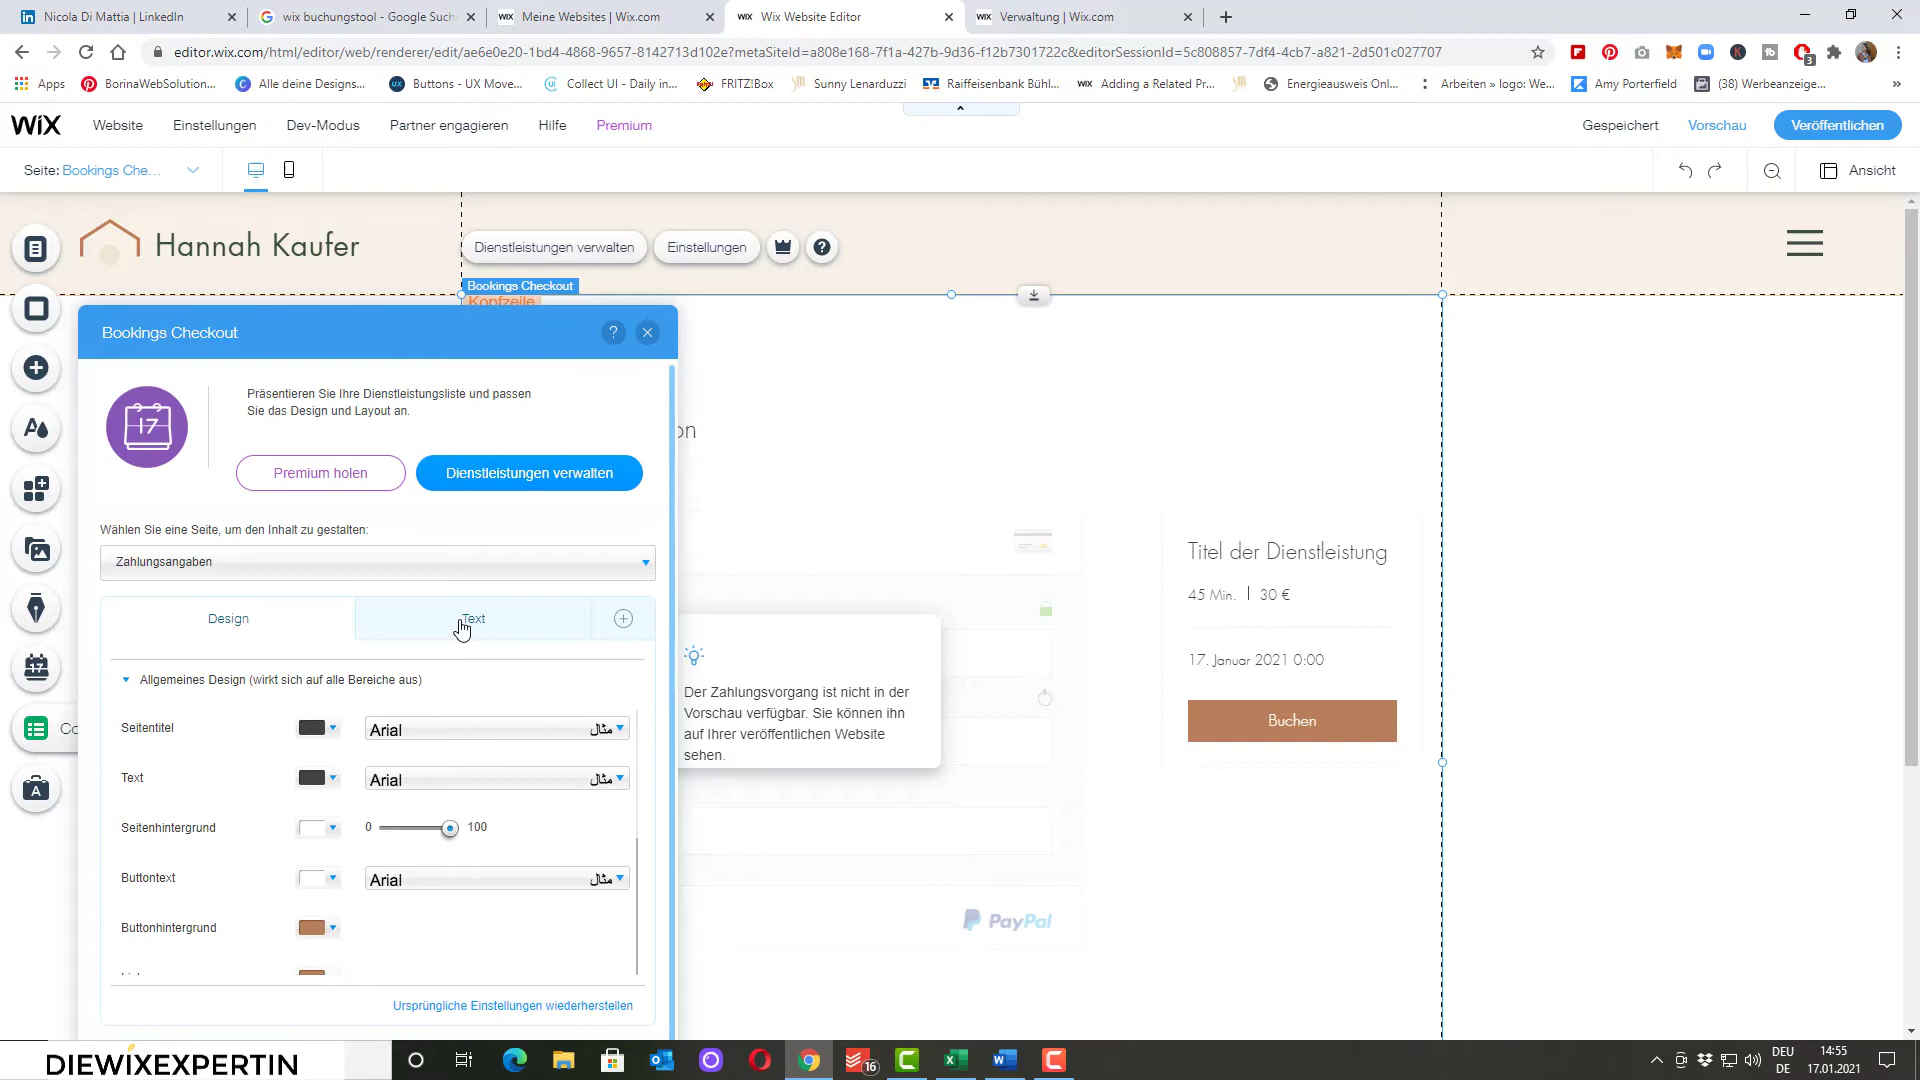 Nicola Di Mattia | LinkedIn
wix buchungstool - Google Such
Meine Websites | Wix.com
Wix Website Editor
Verwaltung | Wix.com
editor.wix.com/html/editor/web/renderer/edit/ae6e0e20-1bd4-4868-9657-8142713d102e?metaSiteId=a808e168-7f1a-427b-9d36-f12b7301722c&editorSessionId=5c808857-7df4-4cb7-a821-2d501c027707
Apps
BorinaWebSolution...
Alle deine Designs...
Buttons - UX Move...
Collect UI - Daily in...
FRITZ!Box
Sunny Lenarduzzi
Raiffeisenbank Bühl...
Adding a Related Pr...
Energieausweis Onl...
Arbeiten » logo: We...
Amy Porterfield
(38) Werbeanzeige...
WIX
Website
Einstellungen
Dev-Modus
Partner engagieren
Hilfe
Premium
Gespeichert
Vorschau
Veröffentlichen
Seite: Bookings Che...
Ansicht
Hannah Kaufer
Dienstleistungen verwalten
Einstellungen
Bookings Checkout
Kopfzeile
Bookings Checkout
Präsentieren Sie Ihre Dienstleistungsliste und passen
Sie das Design und Layout an.
Premium holen
Dienstleistungen verwalten
Wählen Sie eine Seite, um den Inhalt zu gestalten:
Zahlungsangaben
Design
Text
Allgemeines Design (wirkt sich auf alle Bereiche aus)
Seitentitel
Arial
مثال
Text
Arial
مثال
Seitenhintergrund
0
100
Buttontext
Arial
مثال
Buttonhintergrund
Ursprüngliche Einstellungen wiederherstellen
on
Der Zahlungsvorgang ist nicht in der
Vorschau verfügbar. Sie können ihn
auf Ihrer veröffentlichen Website
sehen.
PayPal
Titel der Dienstleistung
45 Min. | 30 €
17. Januar 2021 0:00
Buchen
DIEWIXEXPERTIN
16
DEU
DE
14:55
17.01.2021